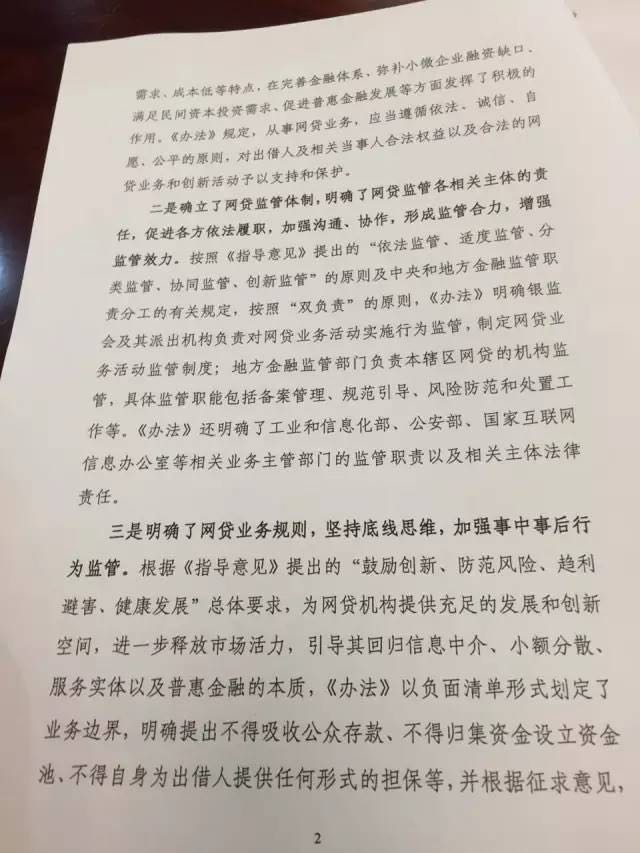 需求、成本低等特点，在完善金融体系、弥补小微企业融资缺口、
满足民间资本投资需求、促进普惠金融发展等方面发挥了积极的
作用。《办法》规定，从事网贷业务，应当遵循依法、诚信、自
愿、公平的原则，对出借人及相关当事人合法权益以及合法的网
贷业务和创新活动予以支持和保护。
二是确立了网贷监管体制，明确了网贷监管各相关主体的责
任，促进各方依法履职，加强沟通、协作，形成监管合力，增强
监管效力。按照《指导意见》提出的“依法监管、适度监管、分
类监管、协同监管、创新监管”的原则及中央和地方金融监管职
责分工的有关规定，按照“双负责”的原则，《办法》明确银监
会及其派出机构负责对网贷业务活动实施行为监管，制定网贷业
务活动监管制度；地方金融监管部门负责本辖区网贷的机构监
管，具体监管职能包括备案管理、规范引导、风险防范和处置工
作等。《办法》还明确了工业和信息化部、公安部、国家互联网
信息办公室等相关业务主管部门的监管职责以及相关主体法律
责任。
三是明确了网贷业务规则，坚持底线思维，加强事中事后行
为监管。根据《指导意见》提出的“鼓励创新、防范风险、趋利
避害、健康发展”总体要求，为网贷机构提供充足的发展和创新
空间，进一步释放市场活力，引导其回归信息中介、小额分散、
服务实体以及普惠金融的本质，《办法》以负面清单形式划定了
业务边界，明确提出不得吸收公众存款、不得归集资金设立资金
池、不得自身为出借人提供任何形式的担保等，并根据征求意见，
2